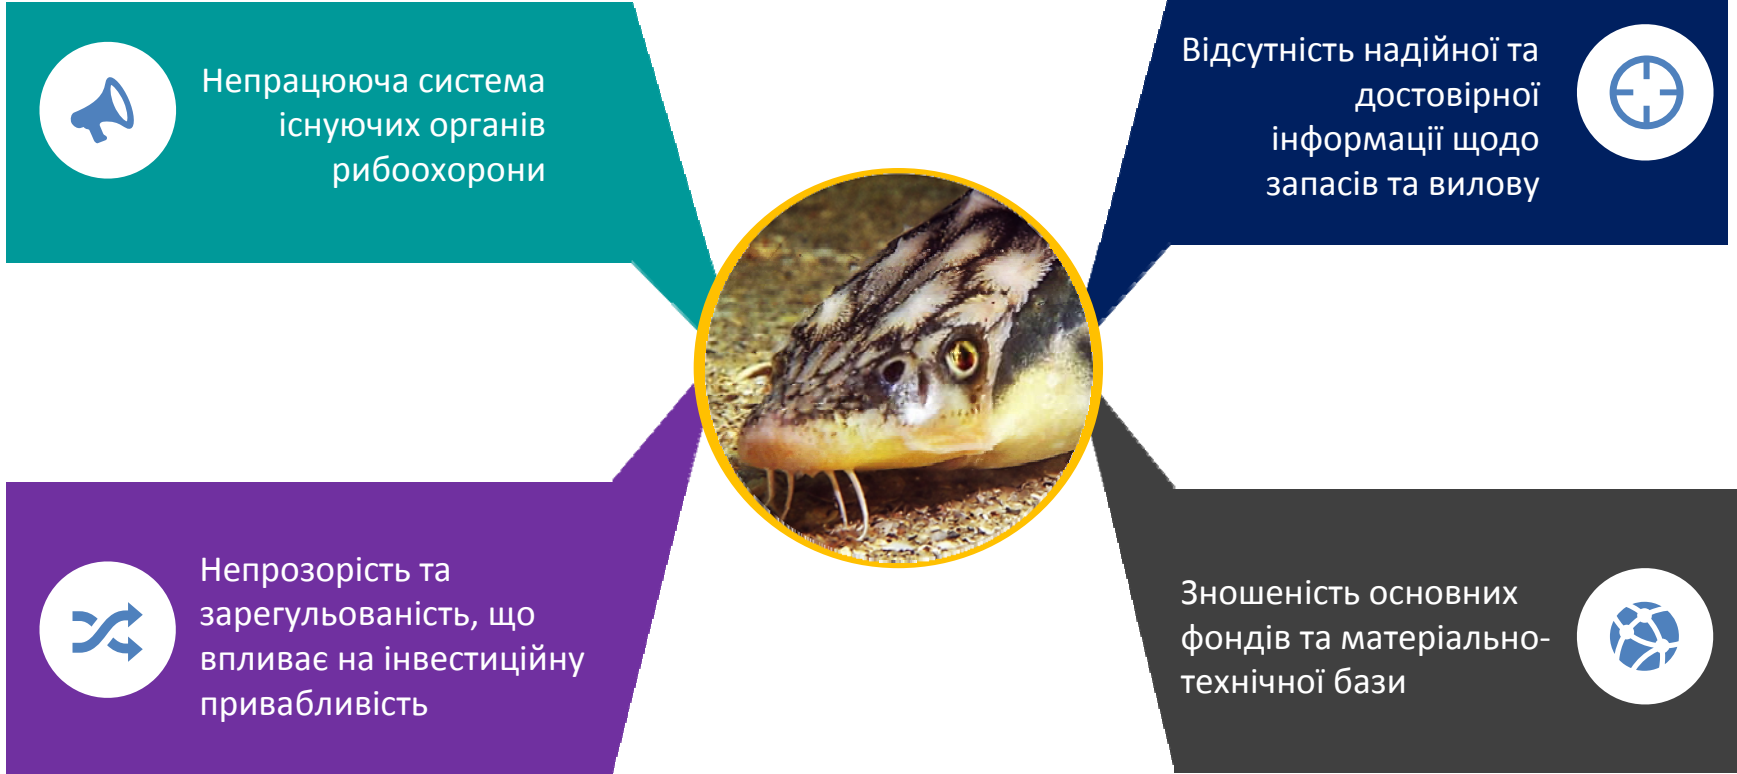 Непрацююча система
існуючих органів
рибоохорони
Відсутність надійної та
достовірної
інформації щодо
запасів та вилову
Непрозорість та
зарегульованість, що
впливає на інвестиційну
привабливість
Зношеність основних
фондів та матеріально-
технічної бази